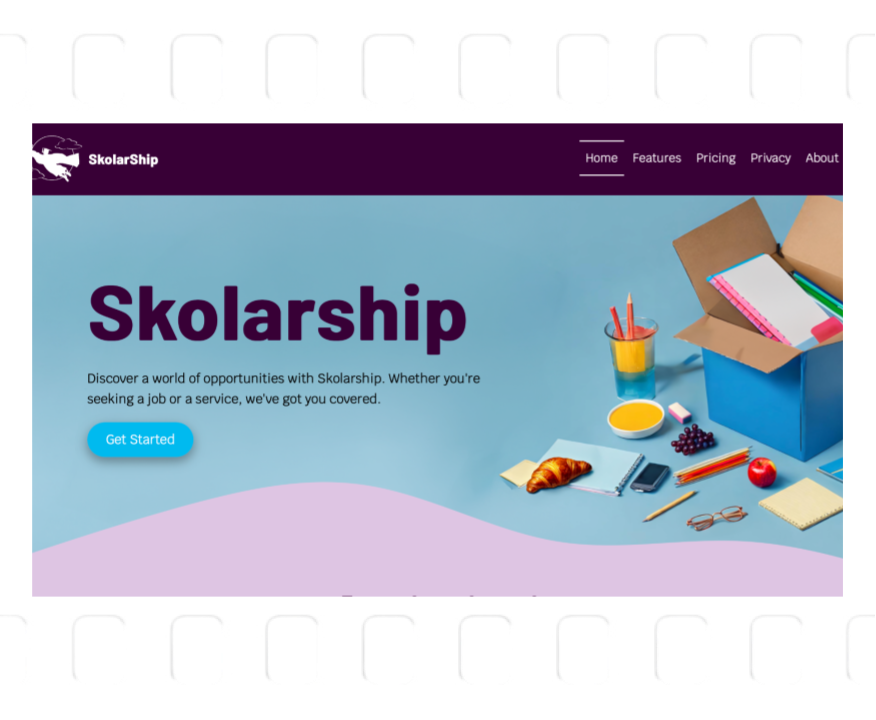 SkolarShip
Home Features Pricing Privacy About
Skolarship
Discover a world of opportunities with Skolarship. Whether you're
seeking a job or a service, we've got you covered.
Get Started